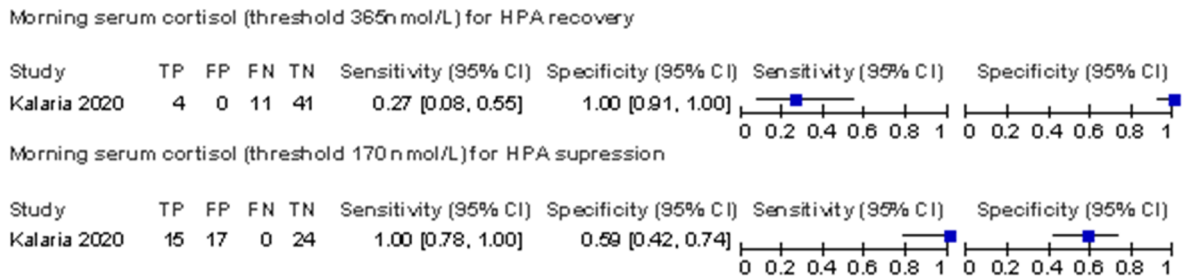 Morning serum cortisol (threshold 365nmol/L) for HPA recovery
Study TP FP FN TN Sensitivity (95% CI) Specificity (95% CI) Sensitivity (95% CI) Specificity (95% CI)
Kalaria 2020 4 0 11 41 0.27 [0.08, 0.55] 1.00 [0.91, 1.00]
0 0.2 0.4 0.6 0.8 1 0 0.2 0.4 0.6 0.8 1
Morning serum cortisol (threshold 170 nmol/L) for HPA supression
Study TP FP FN TN Sensitivity (95% CI) Specificity (95% CI) Sensitivity (95% CI) Specificity (95% CI)
Kalaria 2020 15 17 0 24 1.00 [0.78, 1.00] 0.59 [0.42, 0.74]
0 0.2 0.4 0.6 0.8 1 0 0.2 0.4 0.6 0.8 1